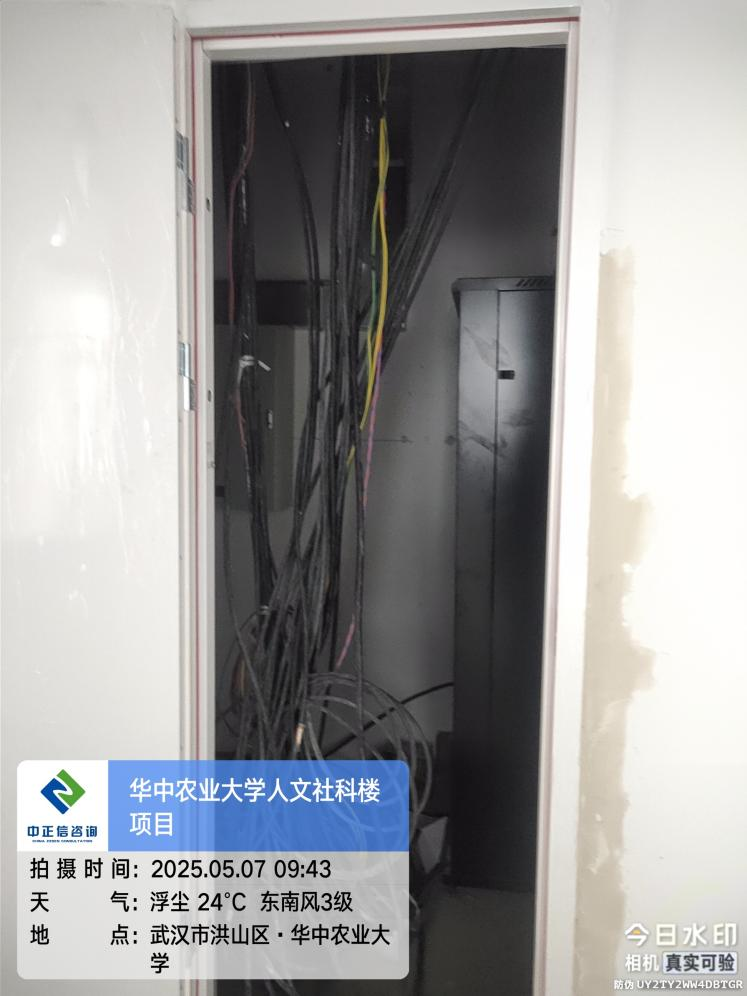 中正信咨询
华中农业大学人文社科楼
项目
拍摄时间：2025.05.07 09:43
天气：浮尘 24℃ 东南风3级
地点：武汉市洪山区·华中农业大
学
今日水印
相机 真实可验
防伪 UY2TY2WW4DBTGR